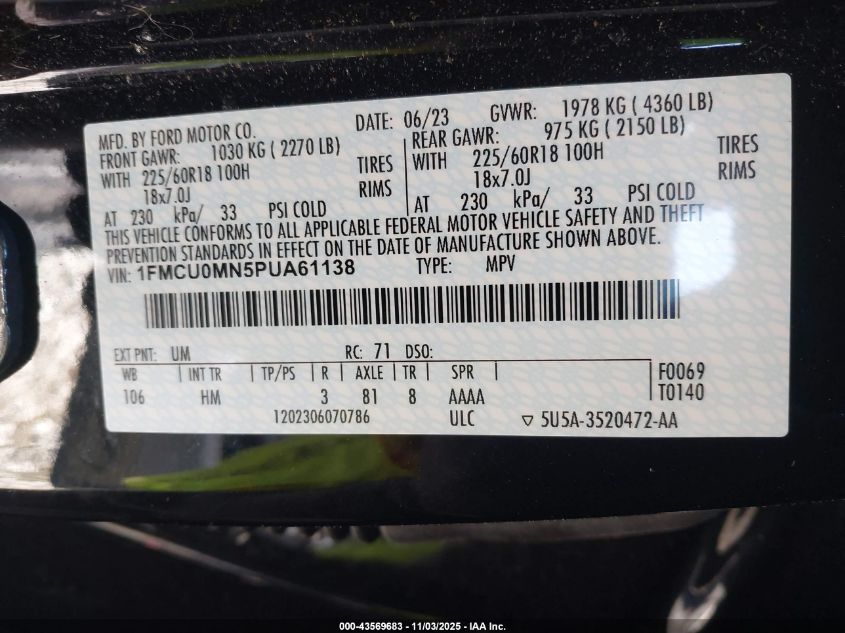 MFD. BY FORD MOTOR CO. DATE: 06/23 GVWR: 1978 KG ( 4360 LB)
FRONT GAWR: 1030 KG ( 2270 LB) REAR GAWR: 975 KG ( 2150 LB)
WITH 225/60R18 100H TIRES WITH 225/60R18 100H TIRES
18x7.0J RIMS 18x7.0J RIMS
AT 230 kPa/ 33 PSI COLD AT 230 kPa/ 33 PSI COLD
THIS VEHICLE CONFORMS TO ALL APPLICABLE FEDERAL MOTOR VEHICLE SAFETY AND THEFT
PREVENTION STANDARDS IN EFFECT ON THE DATE OF MANUFACTURE SHOWN ABOVE.
VIN: 1FMCU0MN5PUA61138 TYPE: MPV
EXT PNT: UM RC: 71 DSO:
WB INT TR TP/PS R AXLE TR SPR F0069
106 HM 3 81 8 AAAA T0140
1202306070786 ULC ▽ 5U5A-3520472-AA
000-43569683 - 11/03/2025 - IAA Inc.